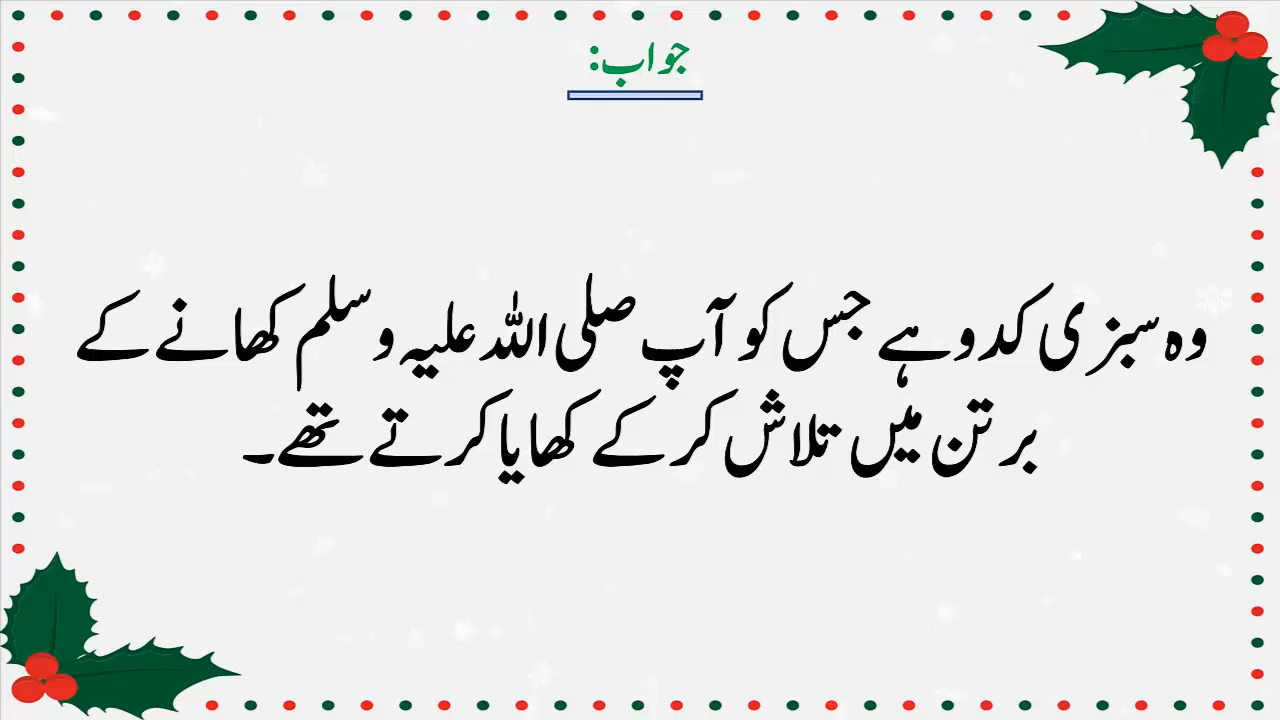 جواب:
وہ سبزی کدو ہے جس کو آپ صلی اللہ علیہ وسلم کھانے کے
برتن میں تلاش کر کے کھایا کرتے تھے۔